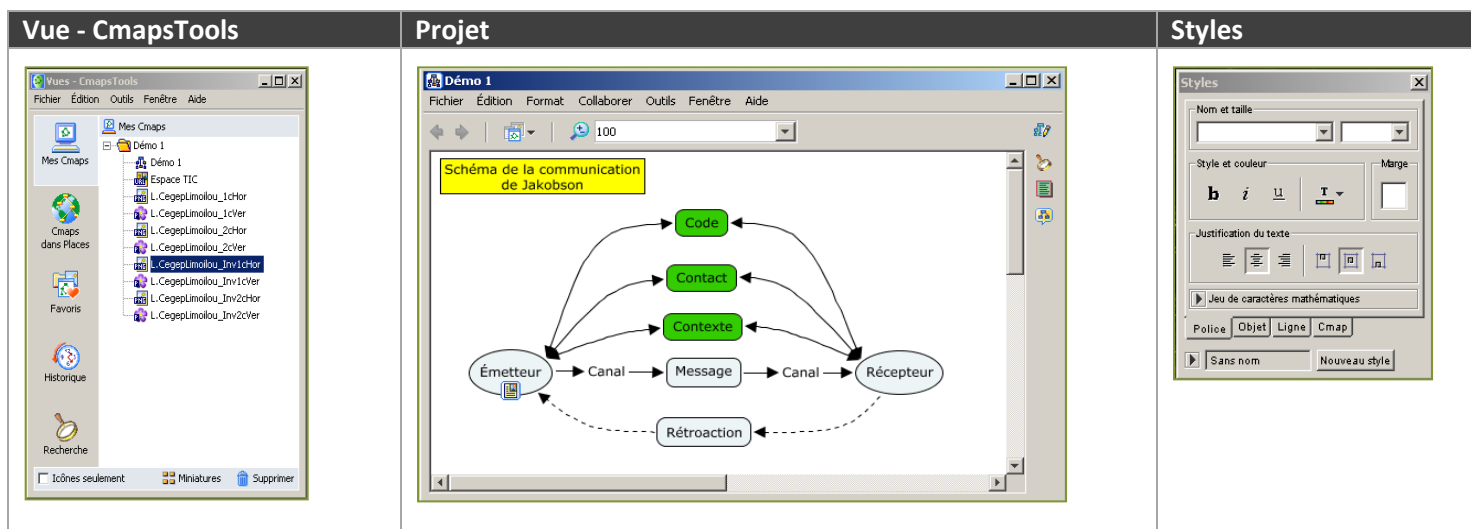 Vue - CmapsTools
Projet
Styles
Vues - CmapsTools
Fichier Édition Outils Fenêtre Aide
Mes Cmaps
Cmaps
dans Places
Favoris
Historique
Recherche
Mes Cmaps
Démo 1
Démo 1
Espace TIC
L.CegepLimoilou_1cHor
L.CegepLimoilou_1cVer
L.CegepLimoilou_2cHor
L.CegepLimoilou_2cVer
L.CegepLimoilou_Inv1cHor
L.CegepLimoilou_Inv1cVer
L.CegepLimoilou_Inv2cHor
L.CegepLimoilou_Inv2cVer
Icônes seulement Miniatures Supprimer
Démo 1
Fichier Édition Format Collaborer Outils Fenêtre Aide
100
Schéma de la communication
de Jakobson
Code
Contact
Contexte
Émetteur Canal Message Canal Récepteur
Rétroaction
Styles
Nom et taille
Style et couleur Marge
b i u T
Justification du texte
Jeu de caractères mathématiques
Police Objet Ligne Cmap
Sans nom Nouveau style